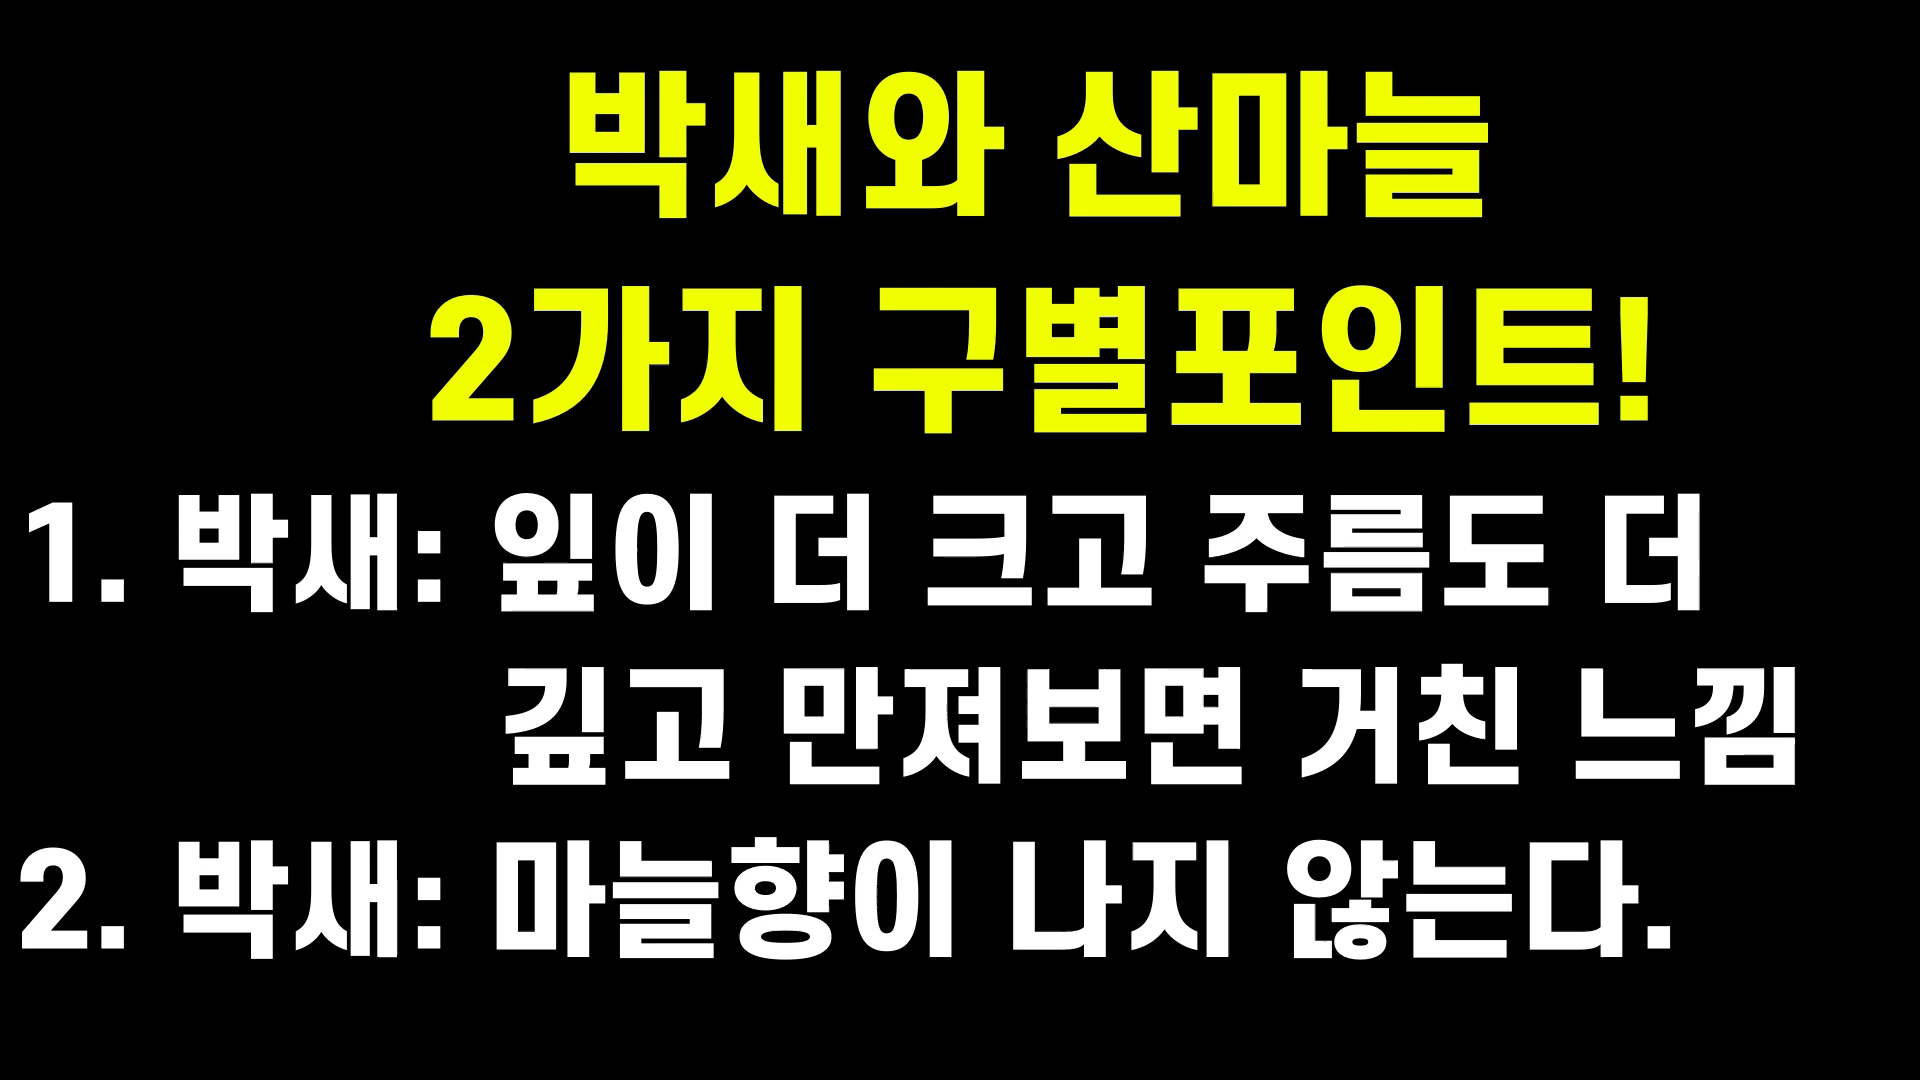 박새와 산마늘
2가지 구별포인트!
1. 박새: 잎이 더 크고 주름도 더
깊고 만져보면 거친 느낌
2. 박새: 마늘향이 나지 않는다.